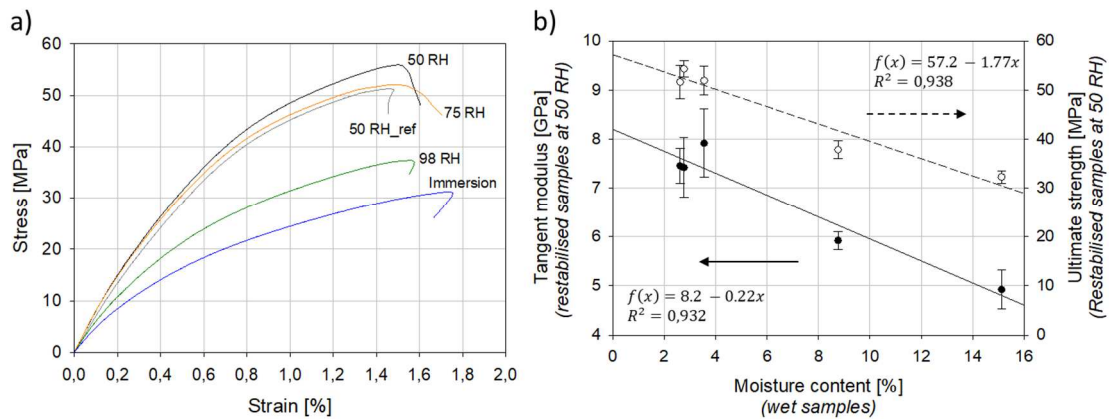 a)
60
50
40
30
20
10
0
Stress [MPa]
50 RH
75 RH
50 RH_ref
98 RH
Immersion
0,0 0,2 0,4 0,6 0,8 1,0 1,2 1,4 1,6 1,8 2,0
Strain [%]
b)
10
9
8
7
6
5
4
Tangent modulus [GPa]
(restabilised samples at 50 RH)
f(x) = 57.2 − 1.77x
R² = 0,938
f(x) = 8.2 − 0.22x
R² = 0,932
60
50
40
30
20
10
0
Ultimate strength [MPa]
(Restabilised samples at 50 RH)
0 2 4 6 8 10 12 14 16
Moisture content [%]
(wet samples)